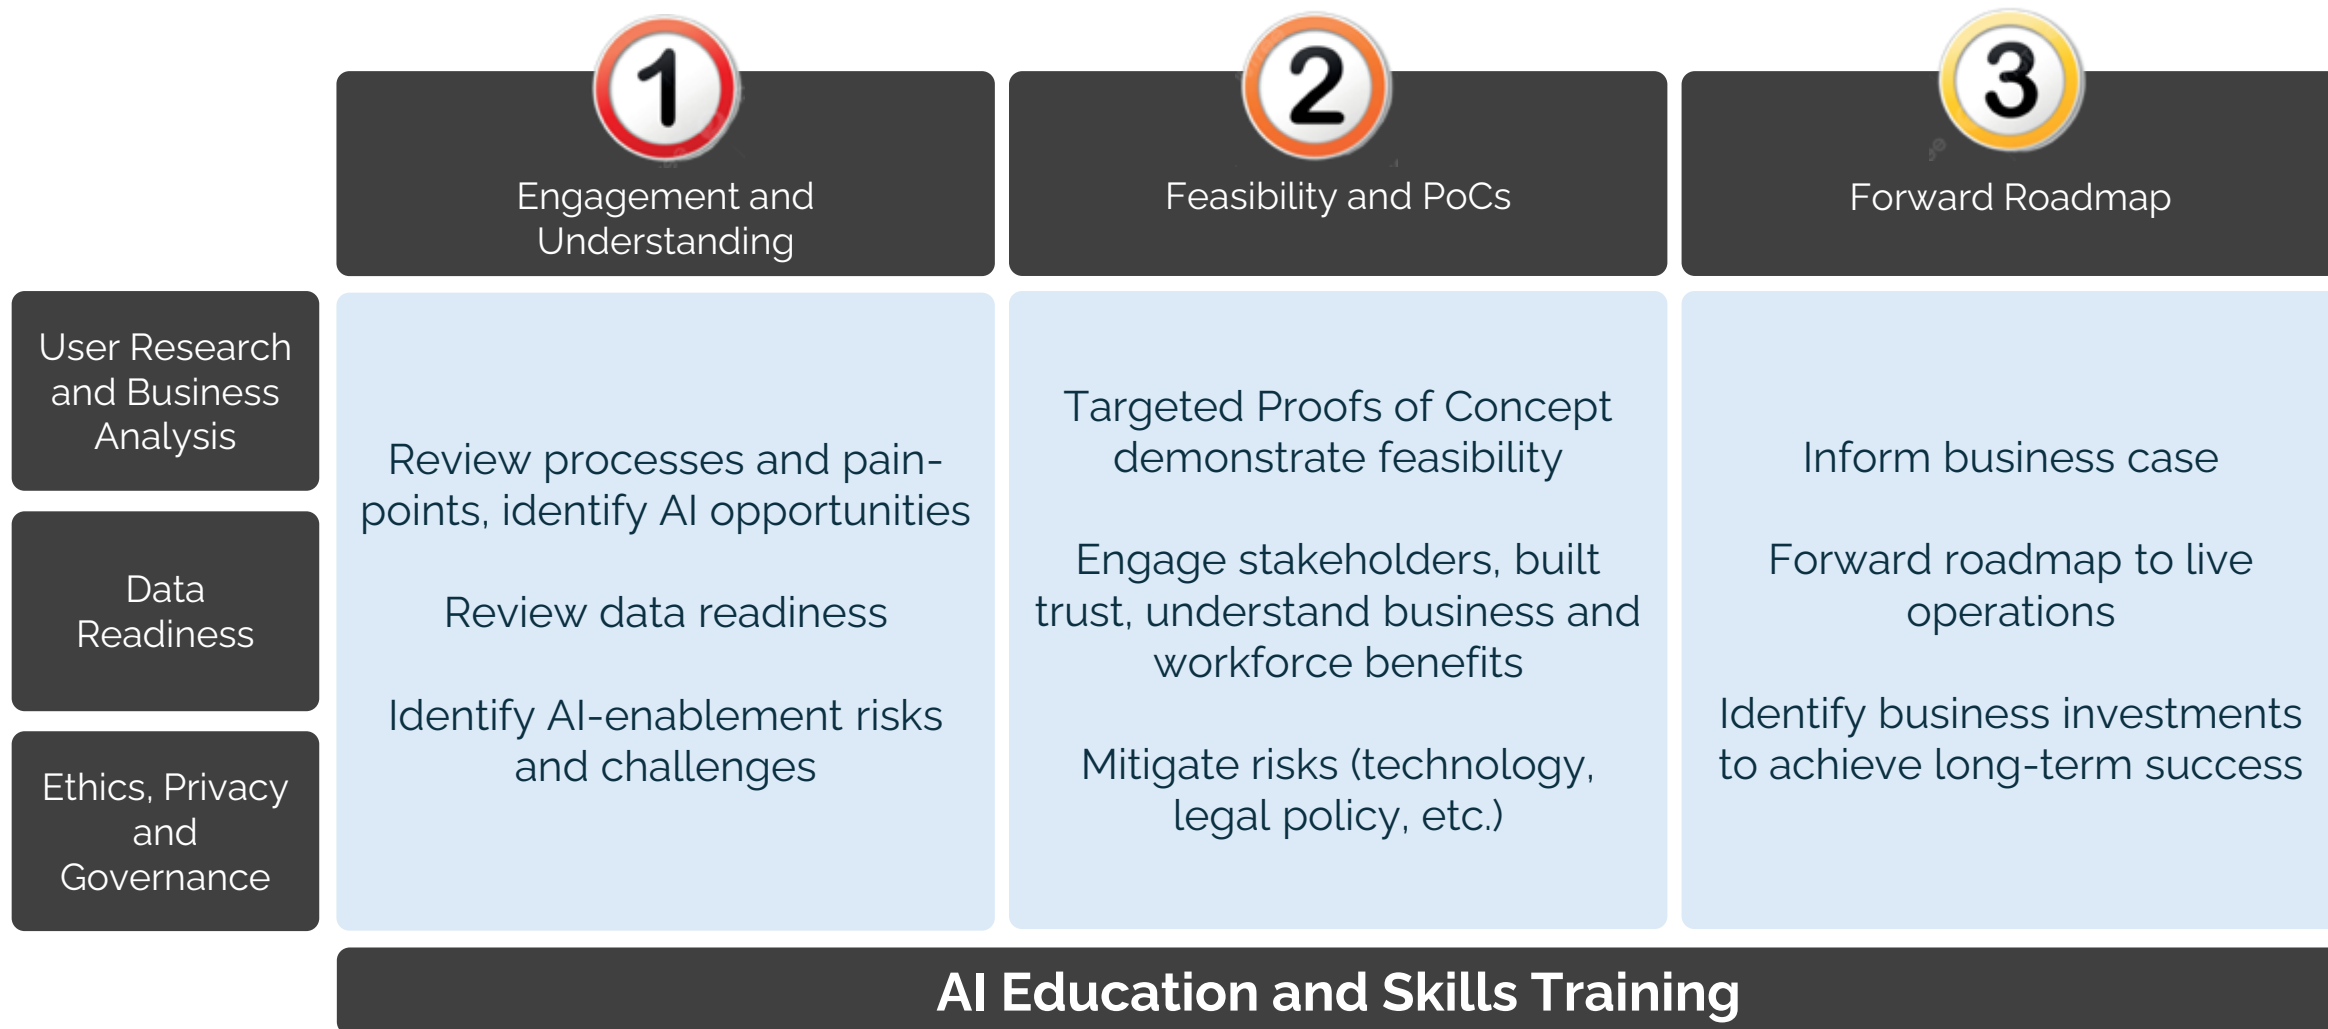 1
Engagement and
Understanding
2
Feasibility and PoCs
3
Forward Roadmap
User Research
and Business
Analysis
Data
Readiness
Ethics, Privacy
and
Governance
Review processes and pain-
points, identify AI opportunities
Review data readiness
Identify AI-enablement risks
and challenges
Targeted Proofs of Concept
demonstrate feasibility
Engage stakeholders, built
trust, understand business and
workforce benefits
Mitigate risks (technology,
legal policy, etc.)
Inform business case
Forward roadmap to live
operations
Identify business investments
to achieve long-term success
AI Education and Skills Training